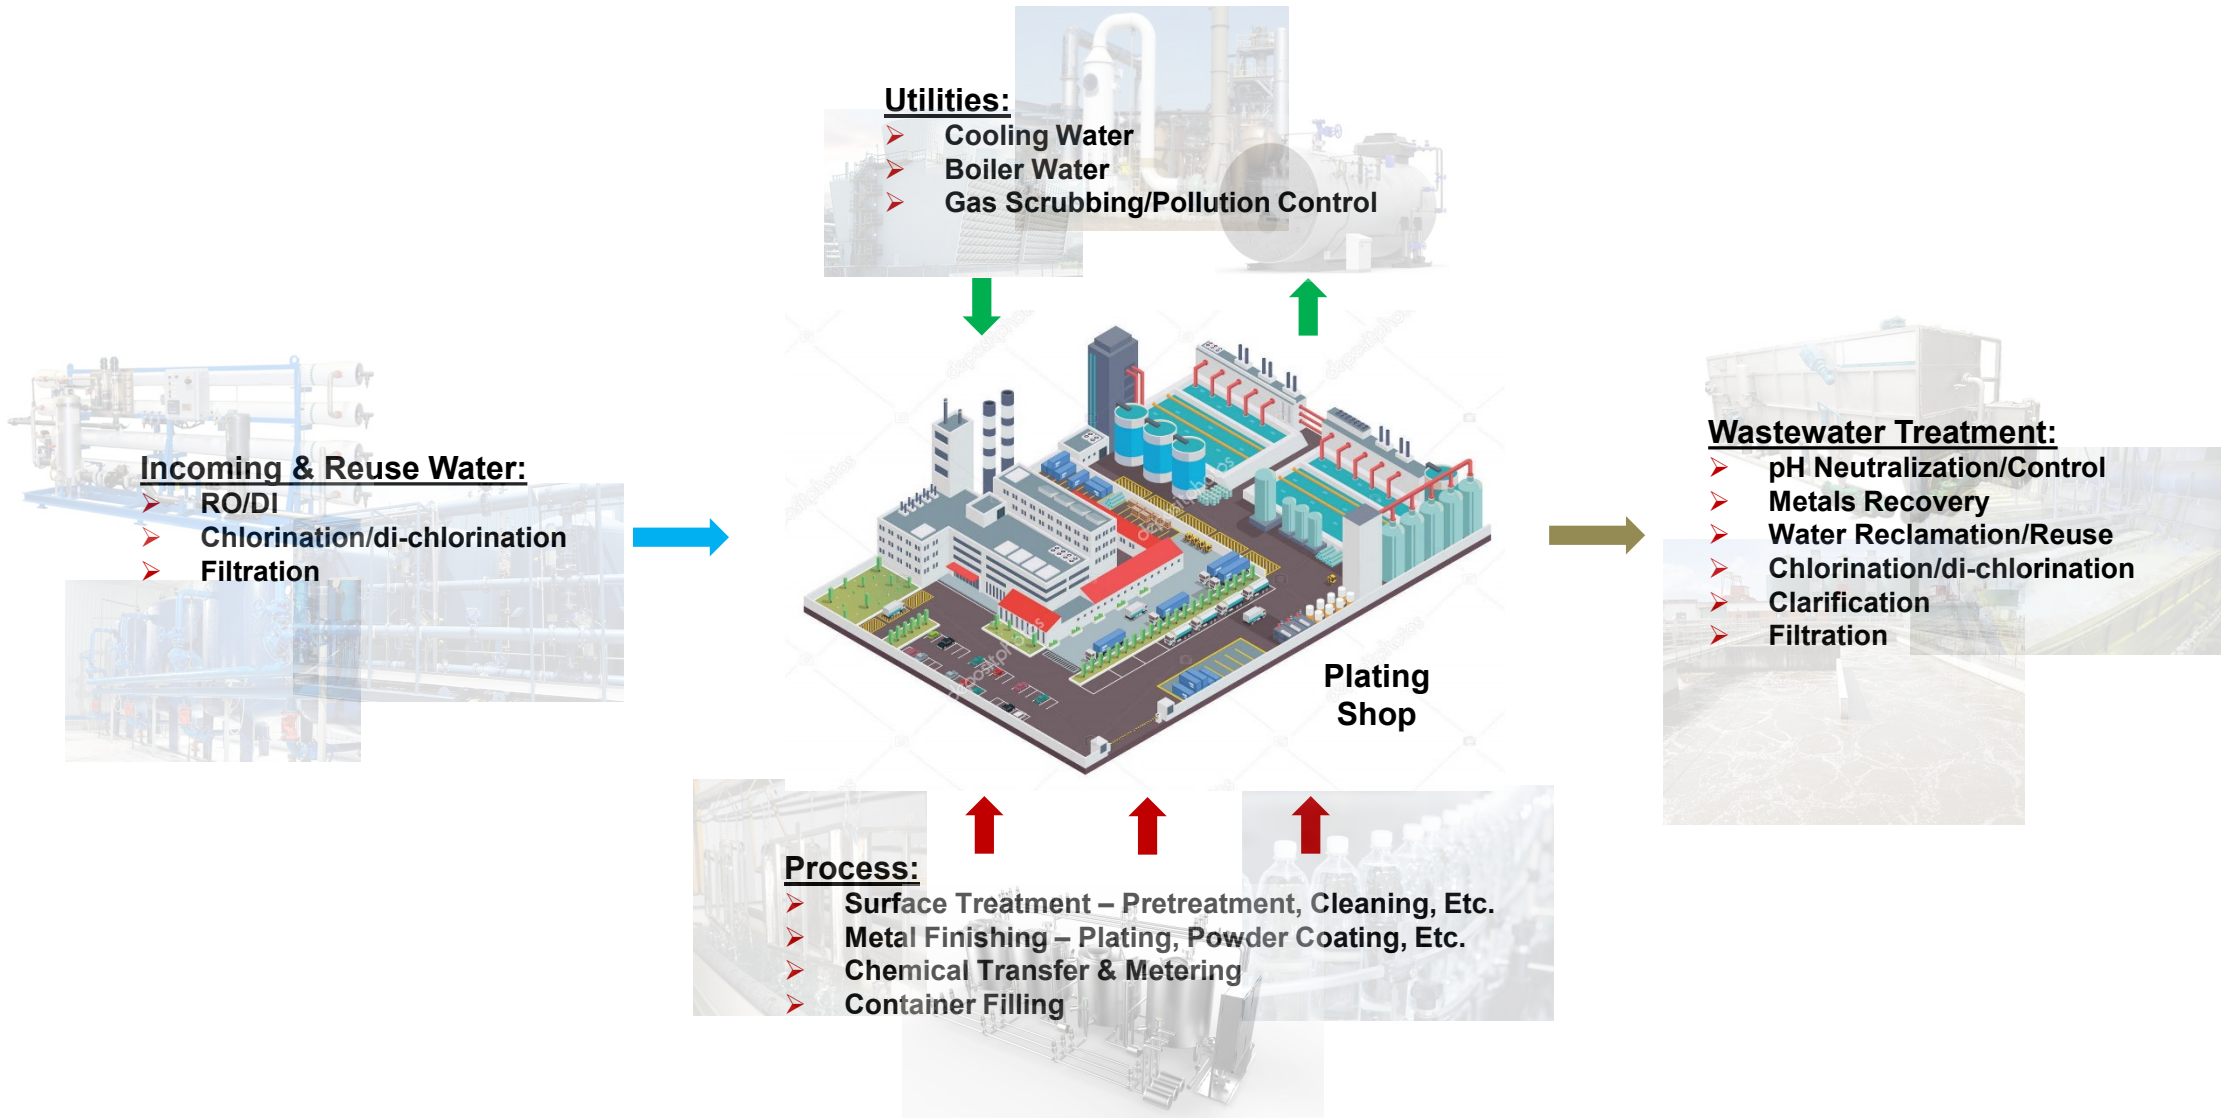 Utilities:
Cooling Water
Boiler Water
Gas Scrubbing/Pollution Control
Incoming & Reuse Water:
RO/DI
Chlorination/di-chlorination
Filtration
Wastewater Treatment:
pH Neutralization/Control
Metals Recovery
Water Reclamation/Reuse
Chlorination/di-chlorination
Clarification
Filtration
Plating
Shop
Process:
Surface Treatment – Pretreatment, Cleaning, Etc.
Metal Finishing – Plating, Powder Coating, Etc.
Chemical Transfer & Metering
Container Filling
depositphotos